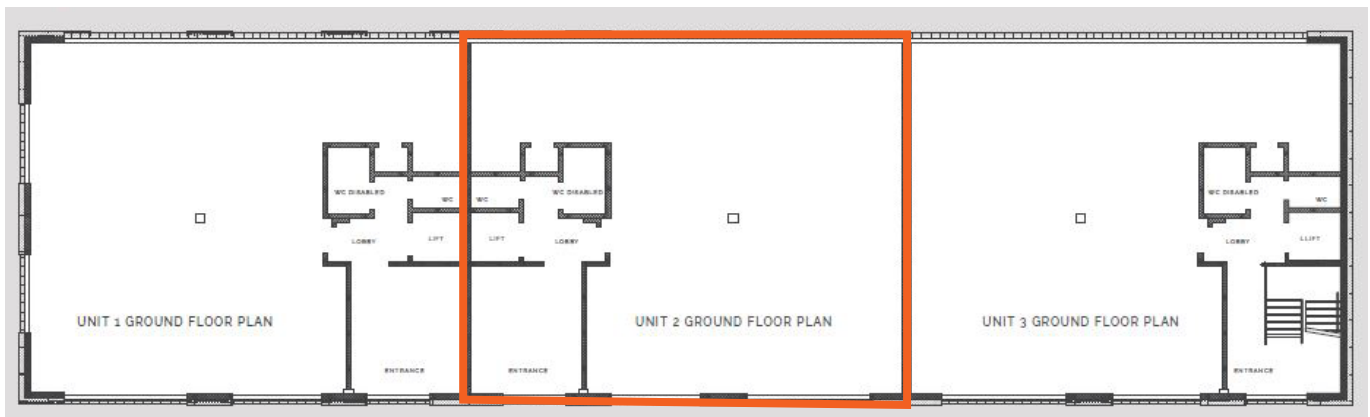 WC DISABLED
WC
LOBBY
LIFT
UNIT 1 GROUND FLOOR PLAN
ENTRANCE
WC
WC DISABLED
LIFT
LOBBY
UNIT 2 GROUND FLOOR PLAN
ENTRANCE
WC DISABLED
WC
LOBBY
LLIFT
UNIT 3 GROUND FLOOR PLAN
ENTRANCE